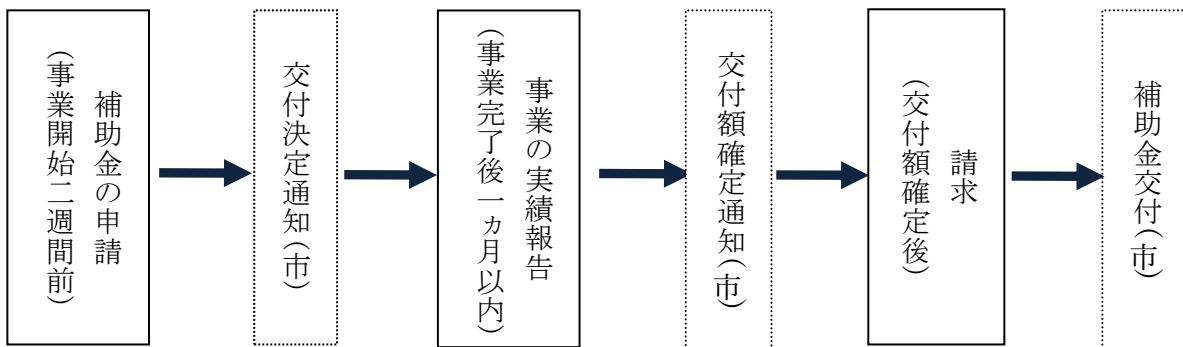 補助金の申請
(事業開始二週間前)
交付決定通知(市)
事業の実績報告
(事業完了後一ヵ月以内)
交付額確定通知(市)
請求
(交付額確定後)
補助金交付(市)